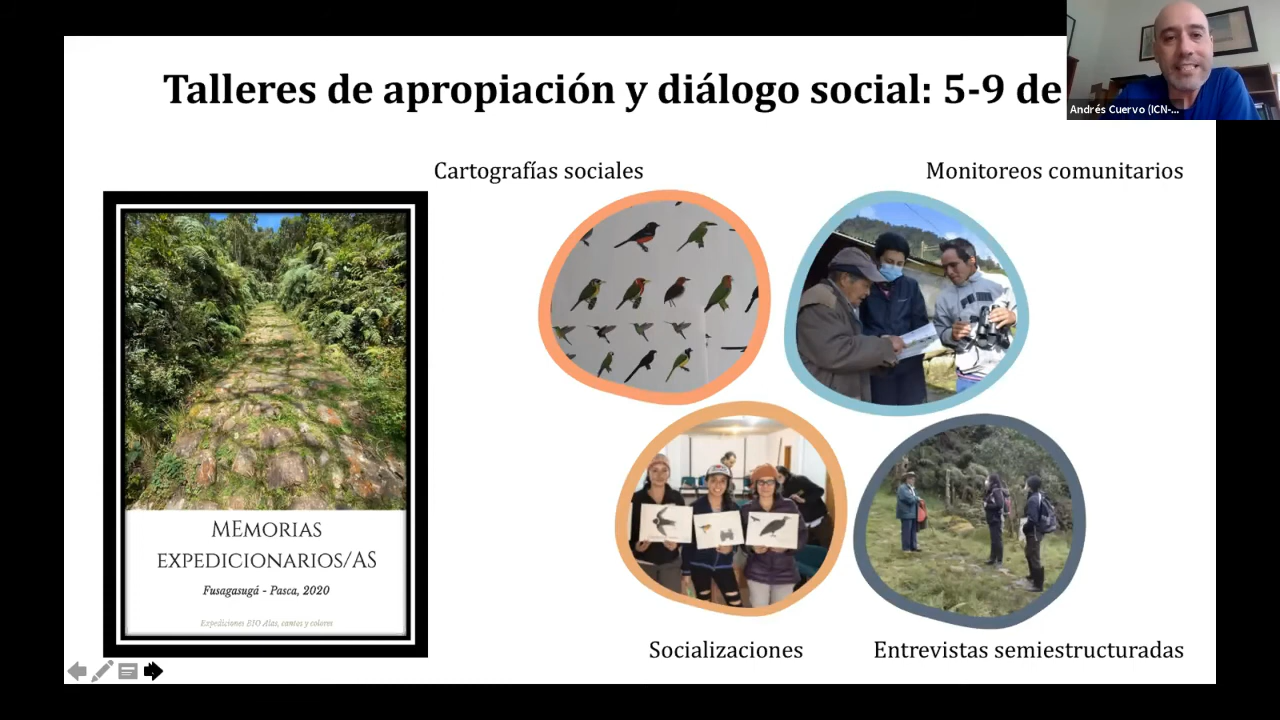 Talleres de apropiación y diálogo social: 5-9 de
Andrés Cuervo (ICN-...
Cartografías sociales
Monitoreos comunitarios
MEMORIAS
EXPEDICIONARIOS/AS
Fusagasugá - Pasca, 2020
Expediciones BIO Alas, cantos y colores
Socializaciones
Entrevistas semiestructuradas